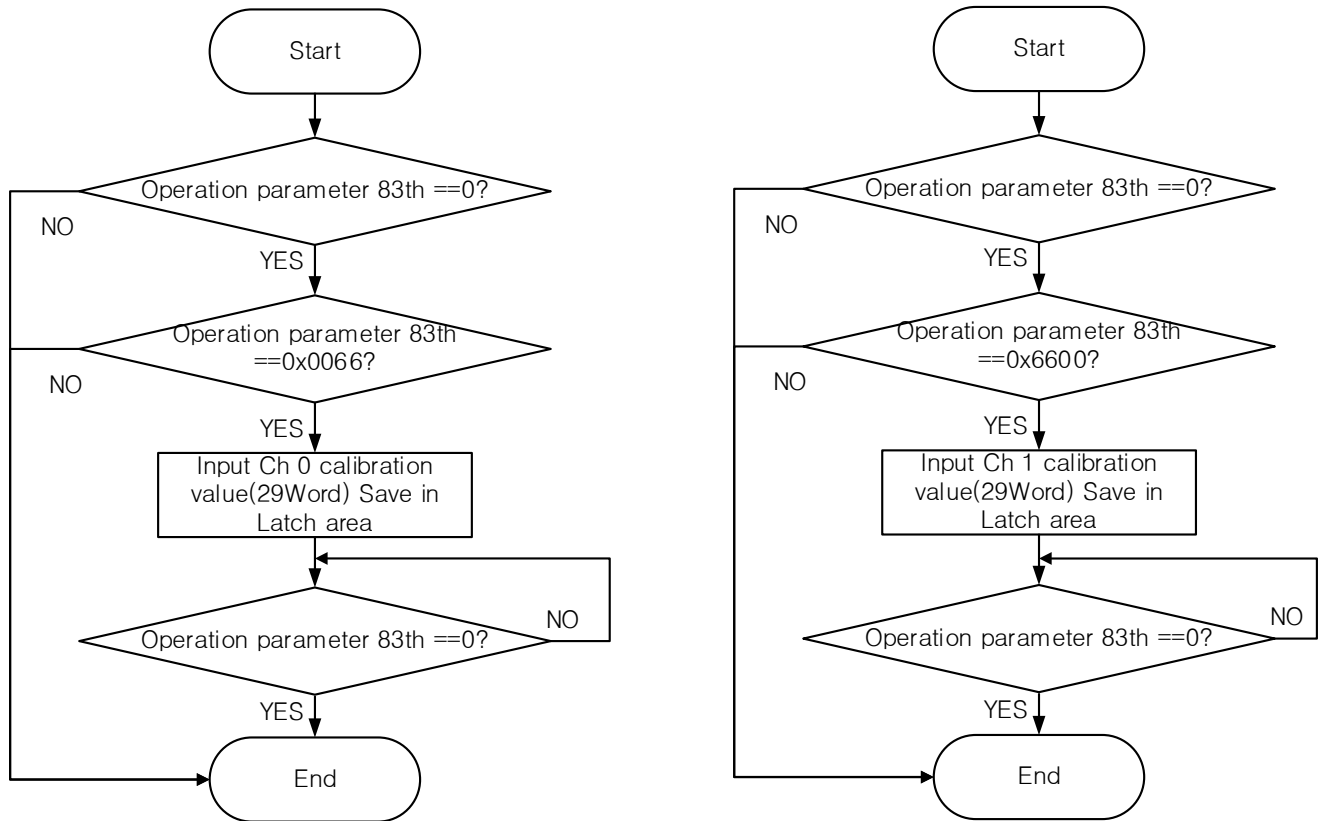 Start
Operation parameter 83th ==0?
NO
YES
Operation parameter 83th
==0x0066?
NO
YES
Input Ch 0 calibration
value(29Word) Save in
Latch area
NO
Operation parameter 83th ==0?
YES
End
Start
Operation parameter 83th ==0?
NO
YES
Operation parameter 83th
==0x6600?
NO
YES
Input Ch 1 calibration
value(29Word) Save in
Latch area
NO
Operation parameter 83th ==0?
YES
End